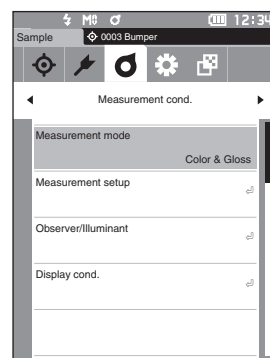 12:34
Sample
0003 Bumper
Measurement cond.
Measurement mode
Color & Gloss
Measurement setup
Observer/Illuminant
Display cond.